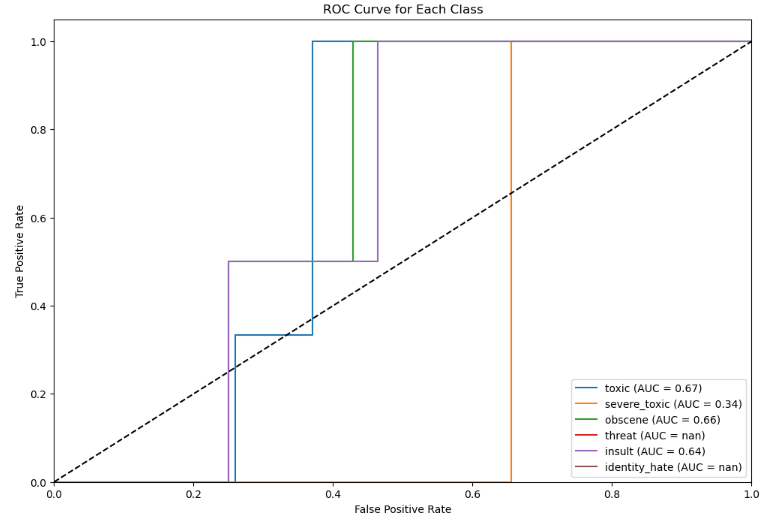 ROC Curve for Each Class
True Positive Rate
1.0
0.8
0.6
0.4
0.2
0.0
0.0 0.2 0.4 0.6 0.8 1.0
False Positive Rate
toxic (AUC = 0.67)
severe_toxic (AUC = 0.34)
obscene (AUC = 0.66)
threat (AUC = nan)
insult (AUC = 0.64)
identity_hate (AUC = nan)